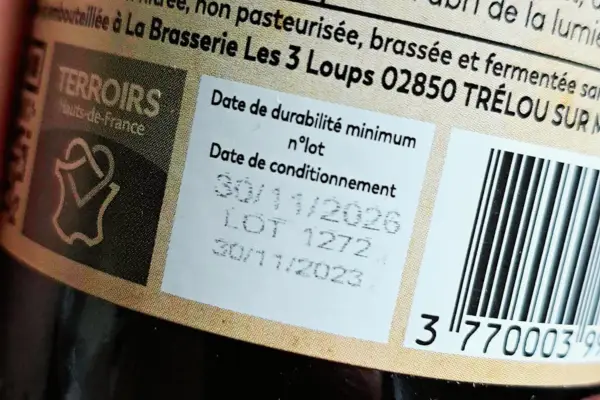 non pasteurisée, brassée et fermentée
de la
à La Brasserie Les 3 Loups 02850 TRÉLOU SUR
TERROIRS
Hauts-de-France
Date de durabilité minimum
n°lot
Date de conditionnement
30/11/2026
LOT 1272
30/11/2023
3 770003